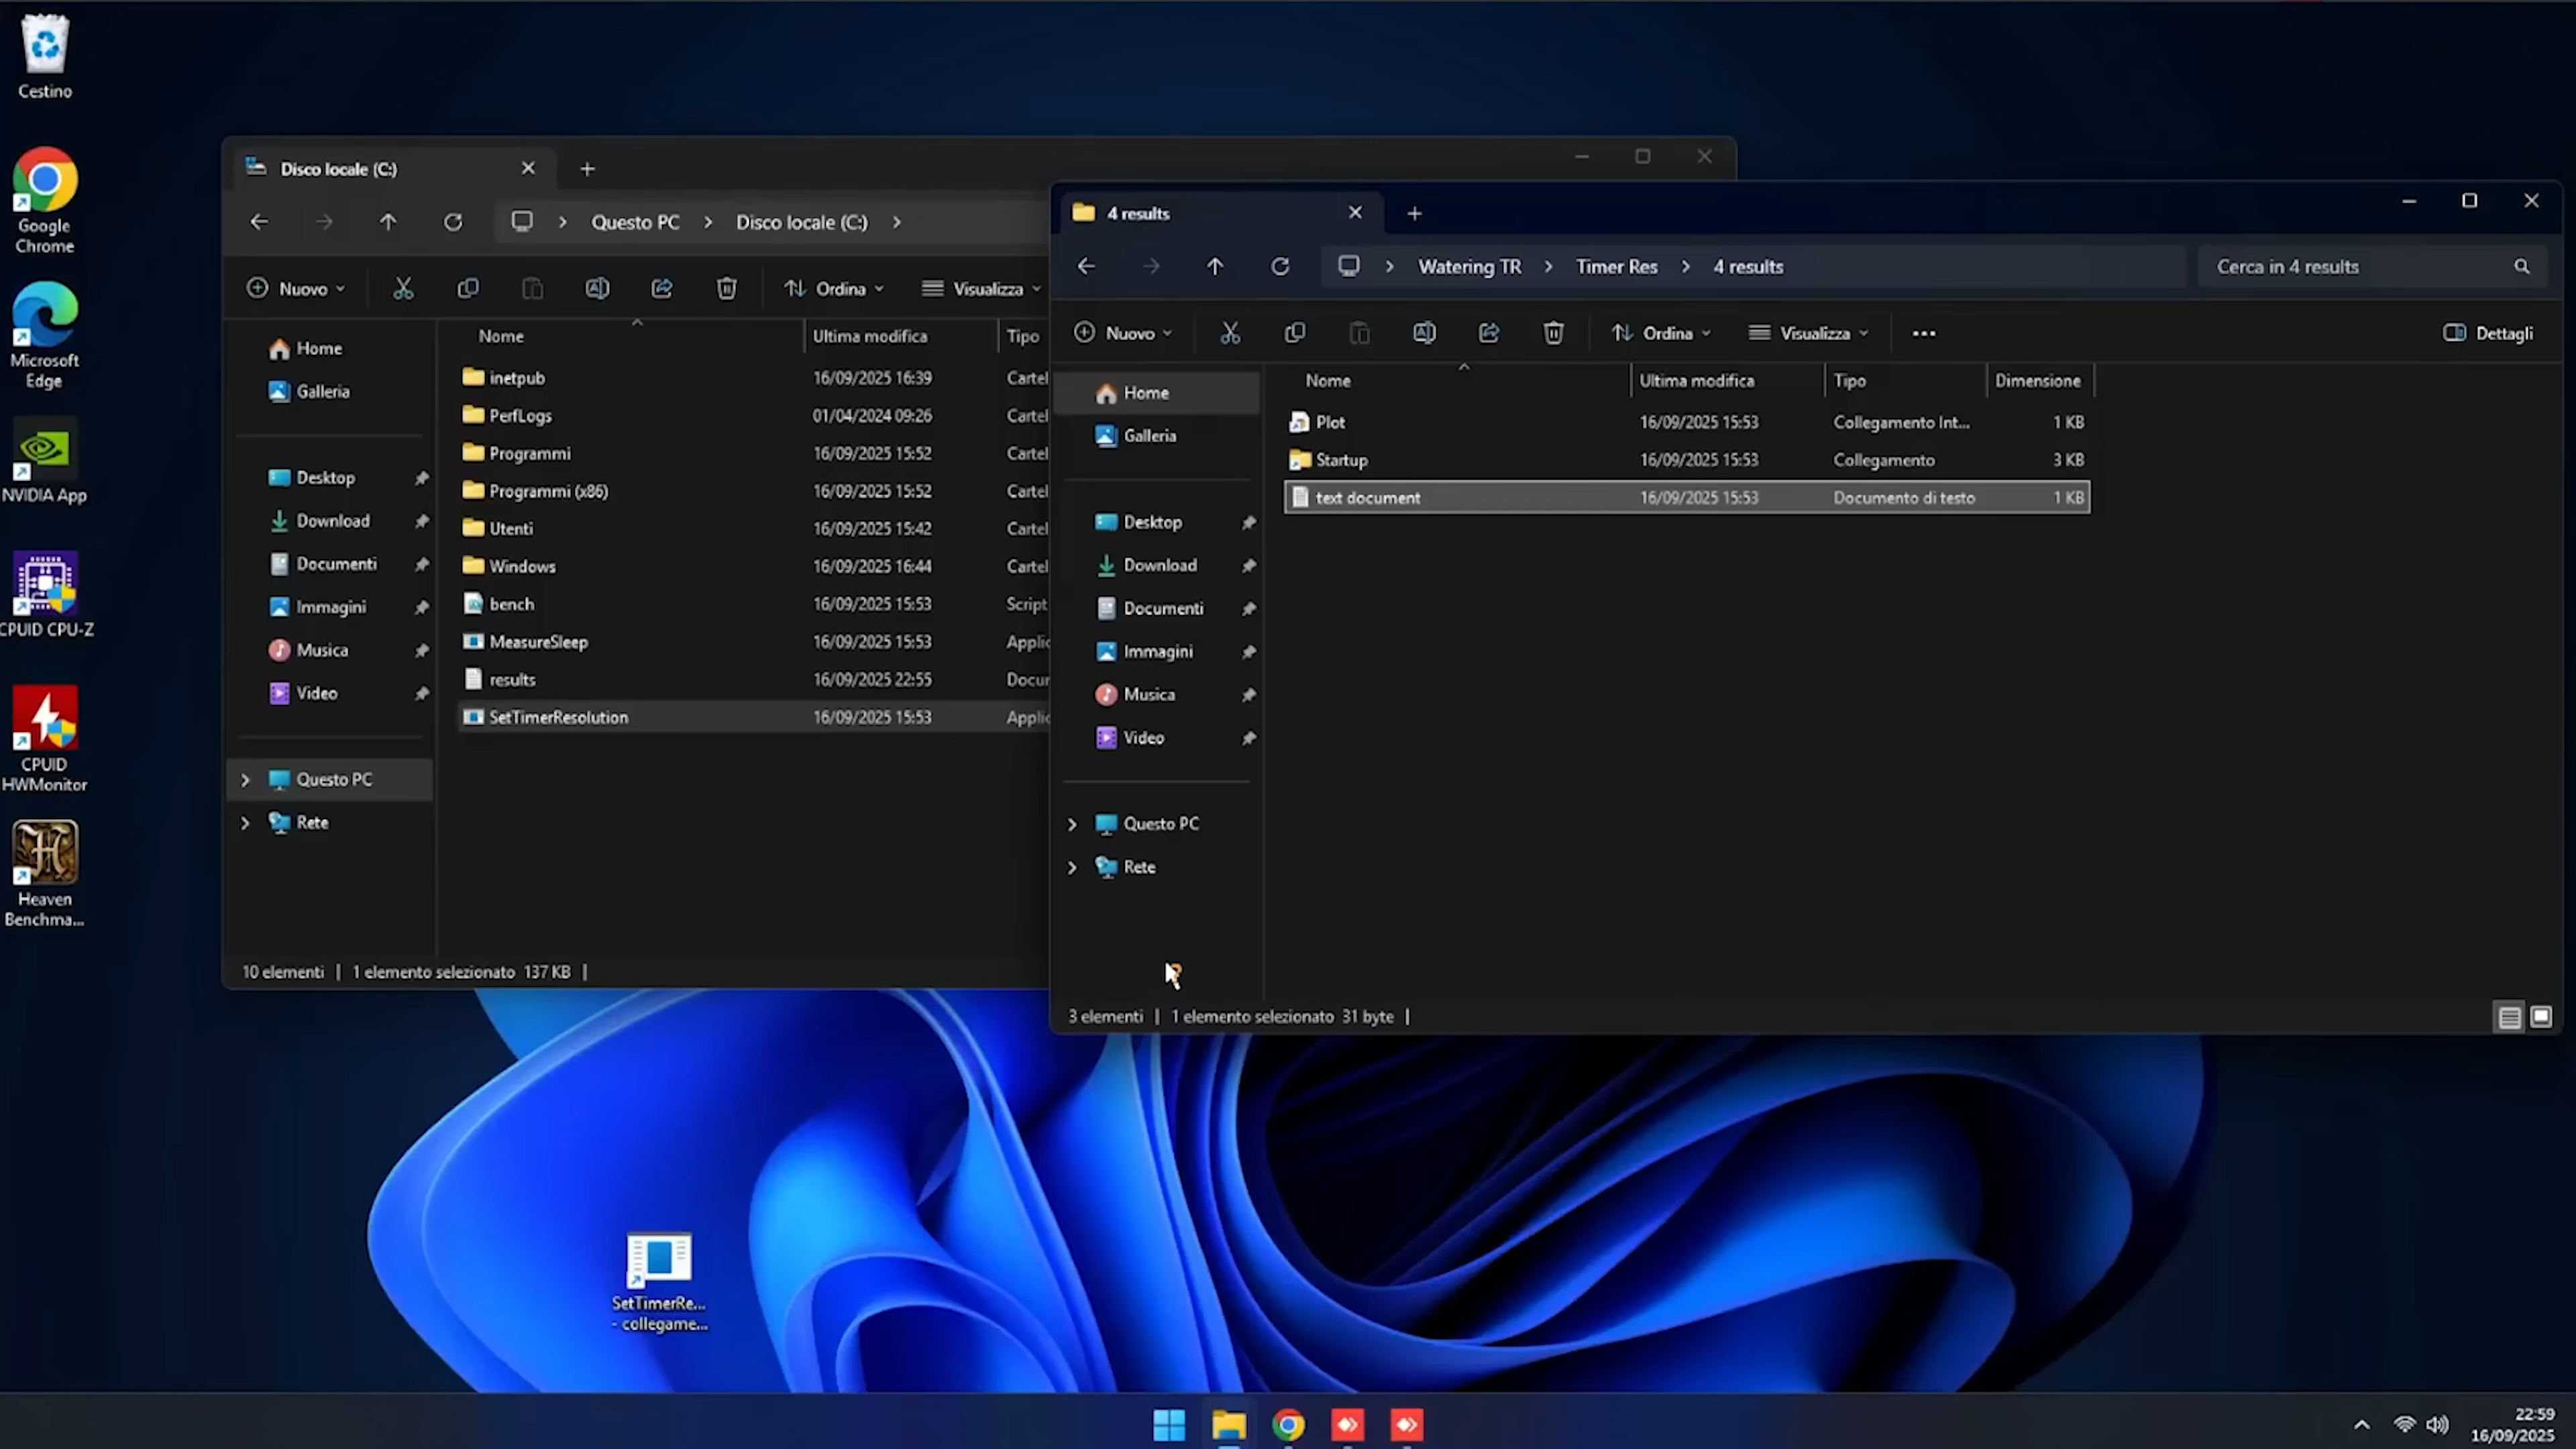 Cestino
Google
Chrome
Microsoft
Edge
NVIDIA App
CPUID CPU-Z
CPUID
HWMonitor
Heaven
Benchma...
Disco locale (C:)
Questo PC
Disco locale (C:)
Nuovo
Ordina
Visualizza
Home
Galleria
Desktop
Download
Documenti
Immagini
Musica
Video
Questo PC
Rete
Nome Ultima modifica Tipo
inetpub 16/09/2025 16:39 Cartel
PerfLogs 01/04/2024 09:26 Cartel
Programmi 16/09/2025 15:52 Cartel
Programmi (x86) 16/09/2025 15:52 Cartel
Utenti 16/09/2025 15:42 Cartel
Windows 16/09/2025 16:44 Cartel
bench 16/09/2025 15:53 Script
MeasureSleep 16/09/2025 15:53 Applic
results 16/09/2025 22:55 Docur
SetTimerResolution 16/09/2025 15:53 Applic
10 elementi | 1 elemento selezionato 137 KB |
4 results
Watering TR
Timer Res
4 results
Cerca in 4 results
Nuovo
Ordina
Visualizza
Dettagli
Home
Galleria
Desktop
Download
Documenti
Immagini
Musica
Video
Questo PC
Rete
Nome Ultima modifica Tipo Dimensione
Plot 16/09/2025 15:53 Collegamento Int... 1 KB
Startup 16/09/2025 15:53 Collegamento 3 KB
text document 16/09/2025 15:53 Documento di testo 1 KB
3 elementi | 1 elemento selezionato 31 byte |
SetTimerRe...
- collegame...
22:59
16/09/2025